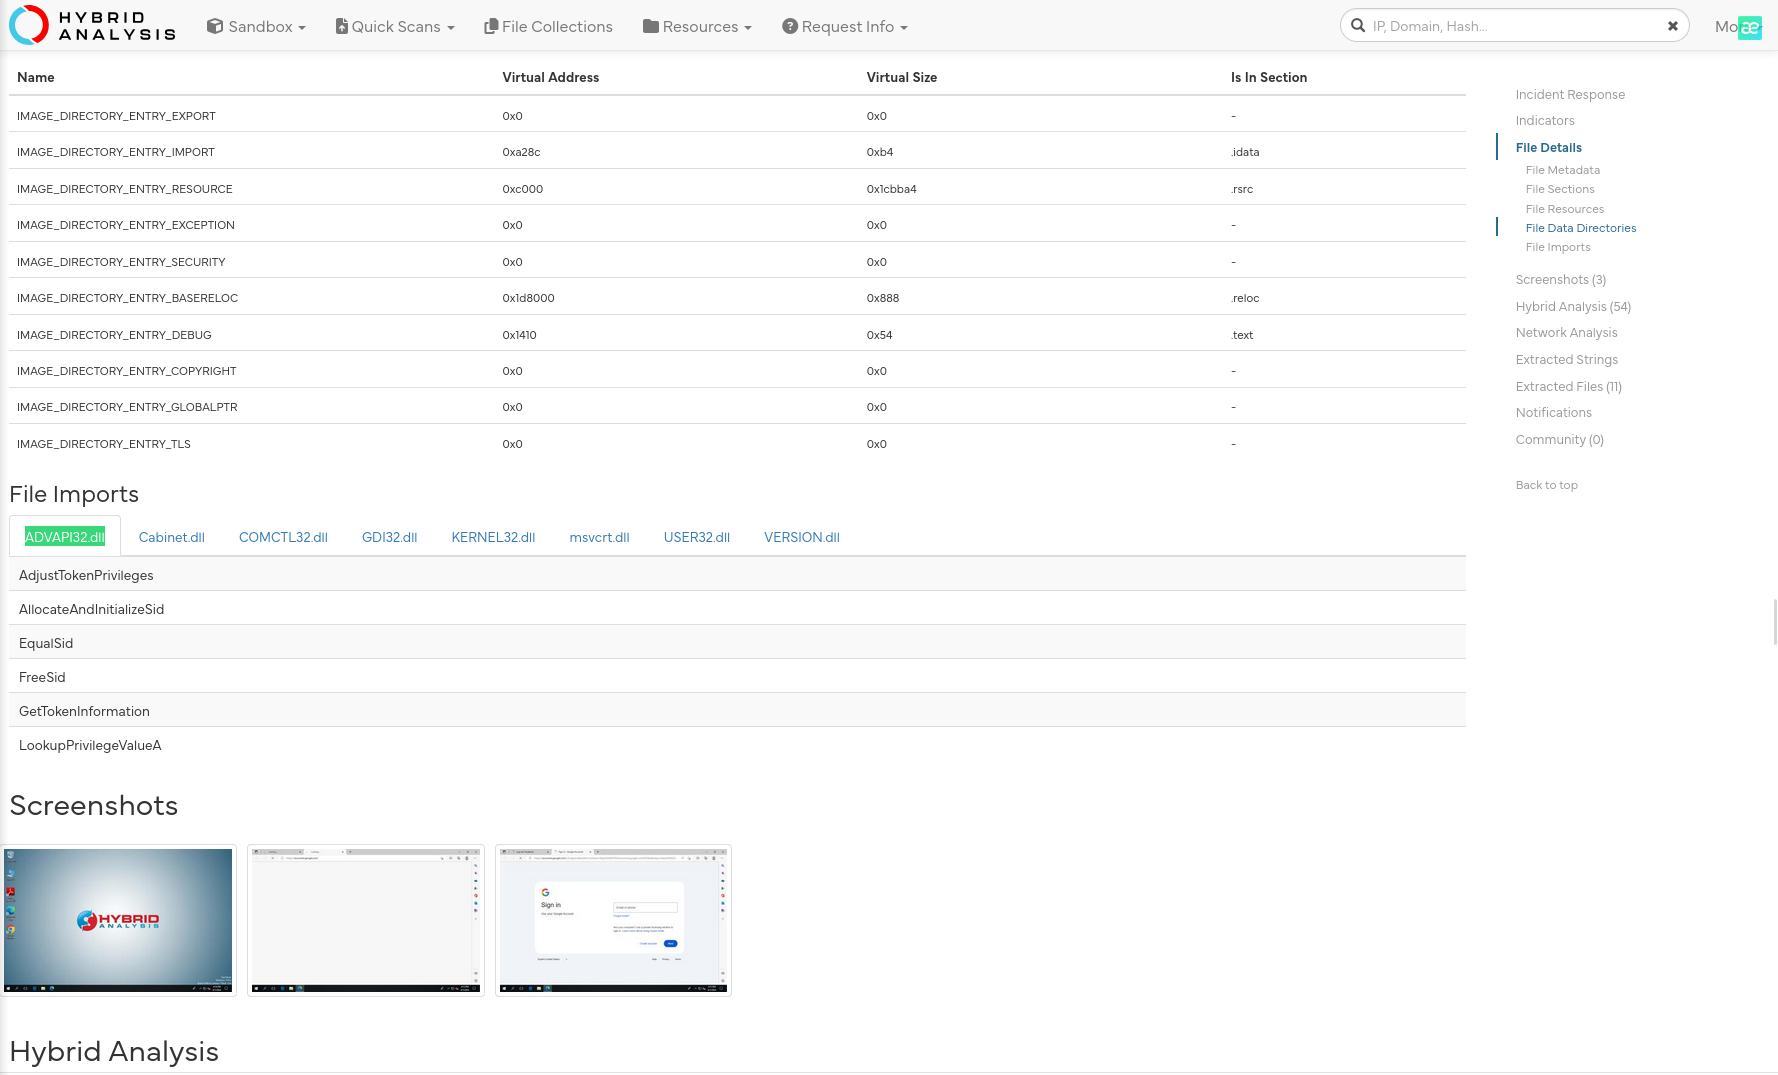 HYBRID
ANALYSIS
Sandbox
Quick Scans
File Collections
Resources
Request Info
IP, Domain, Hash...
Mo
æ
Name Virtual Address Virtual Size Is In Section
IMAGE_DIRECTORY_ENTRY_EXPORT 0x0 0x0 -
IMAGE_DIRECTORY_ENTRY_IMPORT 0xa28c 0xb4 .idata
IMAGE_DIRECTORY_ENTRY_RESOURCE 0xc000 0x1cbba4 .rsrc
IMAGE_DIRECTORY_ENTRY_EXCEPTION 0x0 0x0 -
IMAGE_DIRECTORY_ENTRY_SECURITY 0x0 0x0 -
IMAGE_DIRECTORY_ENTRY_BASERELOC 0x1d8000 0x888 .reloc
IMAGE_DIRECTORY_ENTRY_DEBUG 0x1410 0x54 .text
IMAGE_DIRECTORY_ENTRY_COPYRIGHT 0x0 0x0 -
IMAGE_DIRECTORY_ENTRY_GLOBALPTR 0x0 0x0 -
IMAGE_DIRECTORY_ENTRY_TLS 0x0 0x0 -
File Imports
ADVAPI32.dll Cabinet.dll COMCTL32.dll GDI32.dll KERNEL32.dll msvcrt.dll USER32.dll VERSION.dll
AdjustTokenPrivileges
AllocateAndInitializeSid
EqualSid
FreeSid
GetTokenInformation
LookupPrivilegeValueA
Screenshots
HYBRID
ANALYSIS
Sign in
Hybrid Analysis
Incident Response
Indicators
File Details
File Metadata
File Sections
File Resources
File Data Directories
File Imports
Screenshots (3)
Hybrid Analysis (54)
Network Analysis
Extracted Strings
Extracted Files (11)
Notifications
Community (0)
Back to top